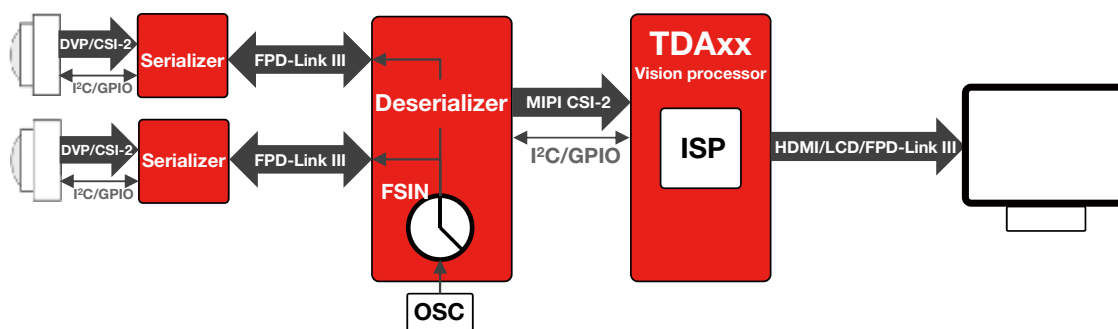 DVP/CSI-2
I²C/GPIO
Serializer
FPD-Link III
DVP/CSI-2
I²C/GPIO
Serializer
FPD-Link III
Deserializer
FSIN
OSC
MIPI CSI-2
I²C/GPIO
TDAxx
Vision processor
ISP
HDMI/LCD/FPD-Link III